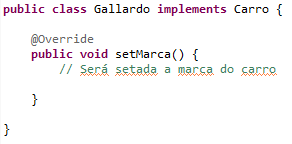 public class Gallardo implements Carro {
@Override
public void setMarca() {
// Será setada a marca do carro
}
}